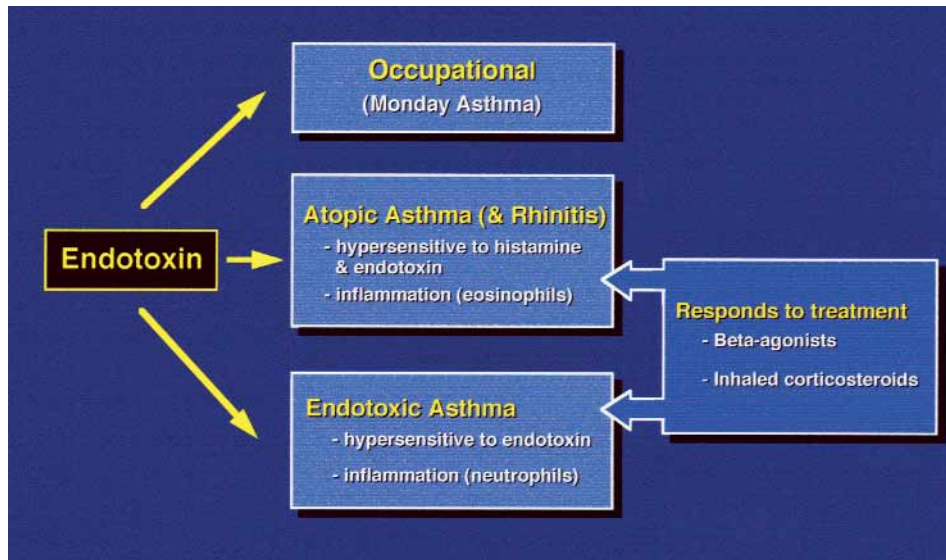 Occupational
(Monday Asthma)
Endotoxin
Atopic Asthma (& Rhinitis)
- hypersensitive to histamine
& endotoxin
- inflammation (eosinophils)
Endotoxic Asthma
- hypersensitive to endotoxin
- inflammation (neutrophils)
Responds to treatment
- Beta-agonists
- Inhaled corticosteroids